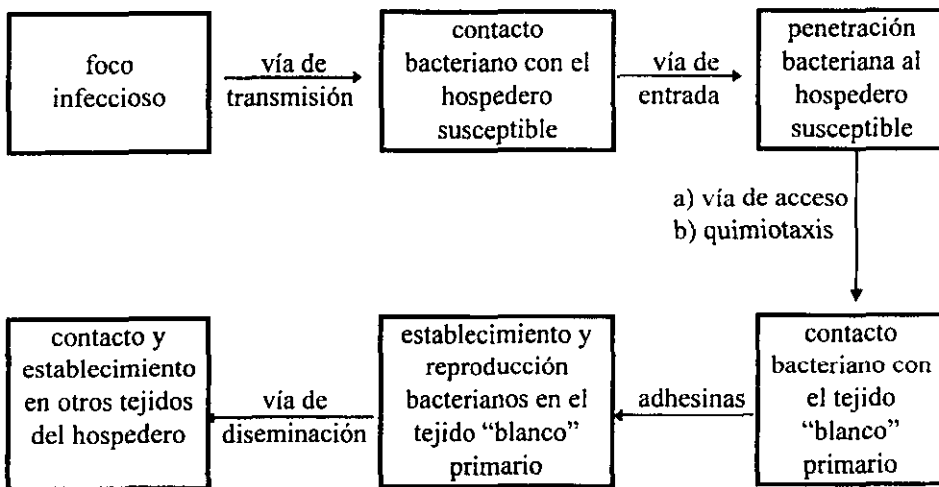 foco
infeccioso
vía de
transmisión
contacto
bacteriano con el
hospedero
susceptible
vía de
entrada
penetración
bacteriana al
hospedero
susceptible
a) vía de acceso
b) quimiotaxis
contacto
bacteriano con
el tejido
“blanco”
primario
adhesinas
establecimiento y
reproducción
bacterianos en el
tejido “blanco”
primario
vía de
diseminación
contacto y
establecimiento
en otros tejidos
del hospedero